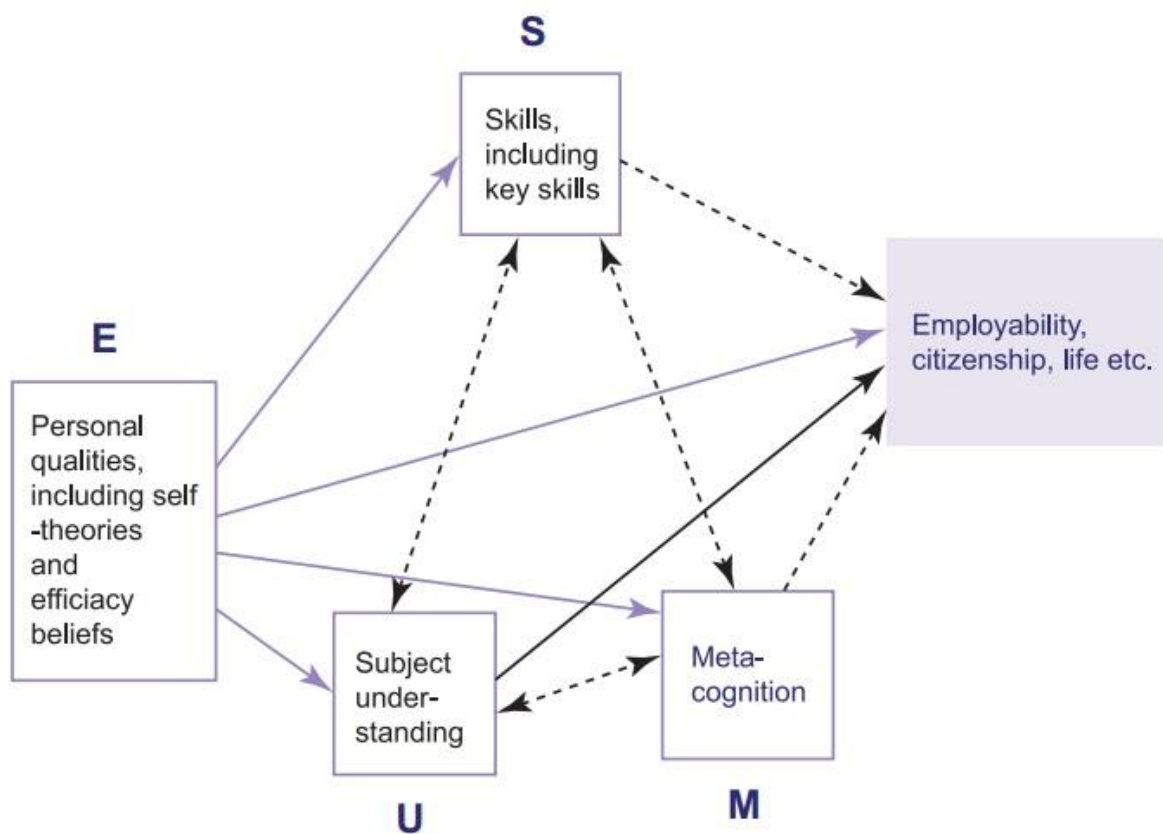 S
Skills,
including
key skills
Employability,
citizenship, life etc.
E
Personal
qualities,
including self
-theories
and
efficiacy
beliefs
Subject
under-
standing
U
Meta-
cognition
M